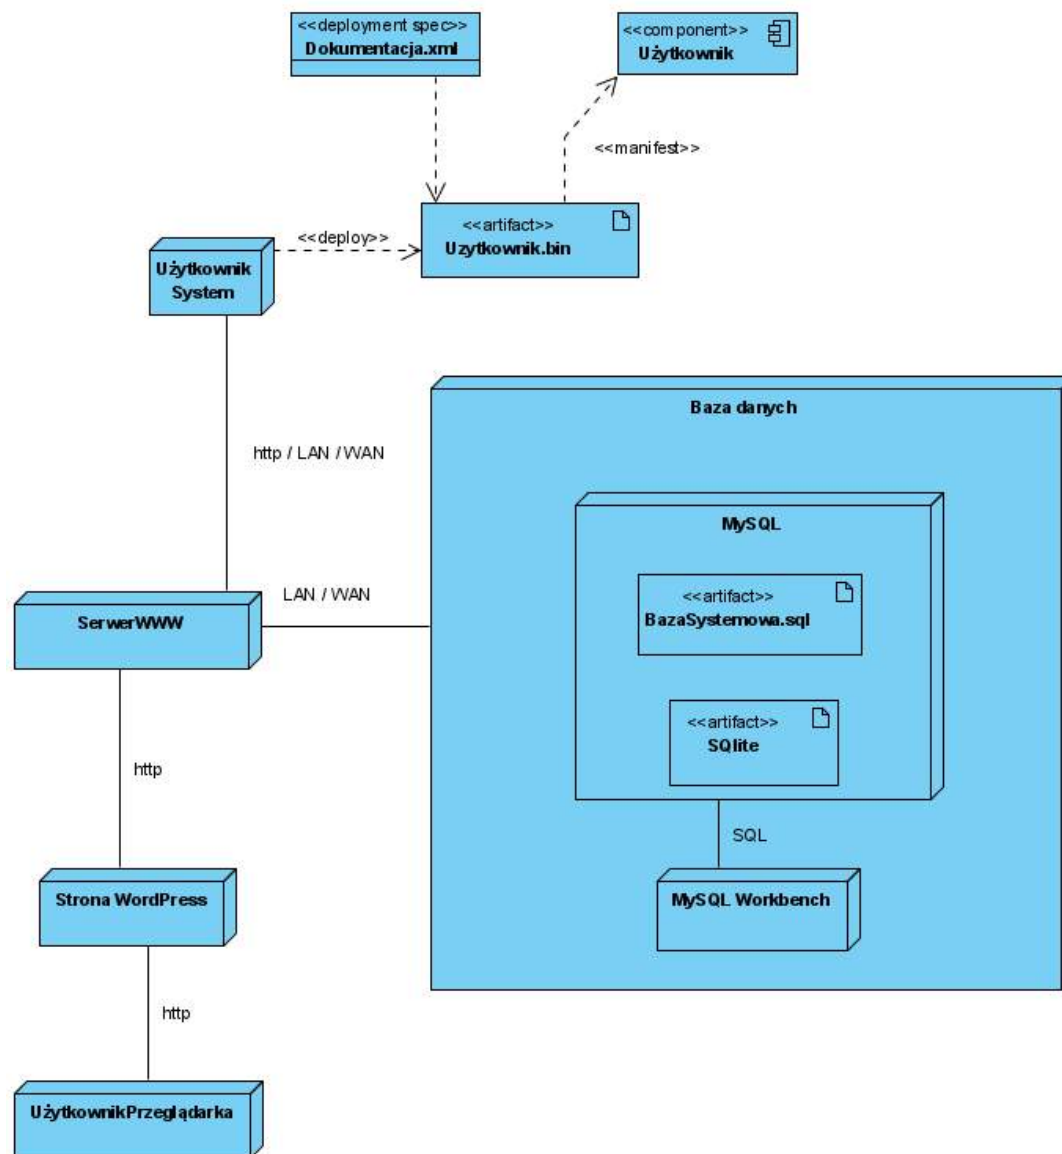 <<deployment spec>>
Dokumentacja.xml
<<component>>
Użytkownik
<<manifest>>
<<artifact>>
Uzytkownik.bin
<<deploy>>
Użytkownik
System
http / LAN / WAN
Baza danych
MySQL
<<artifact>>
BazaSystemowa.sql
<<artifact>>
SQlite
SQL
MySQL Workbench
LAN / WAN
SerwerWWW
http
Strona WordPress
http
UżytkownikPrzeglądarka